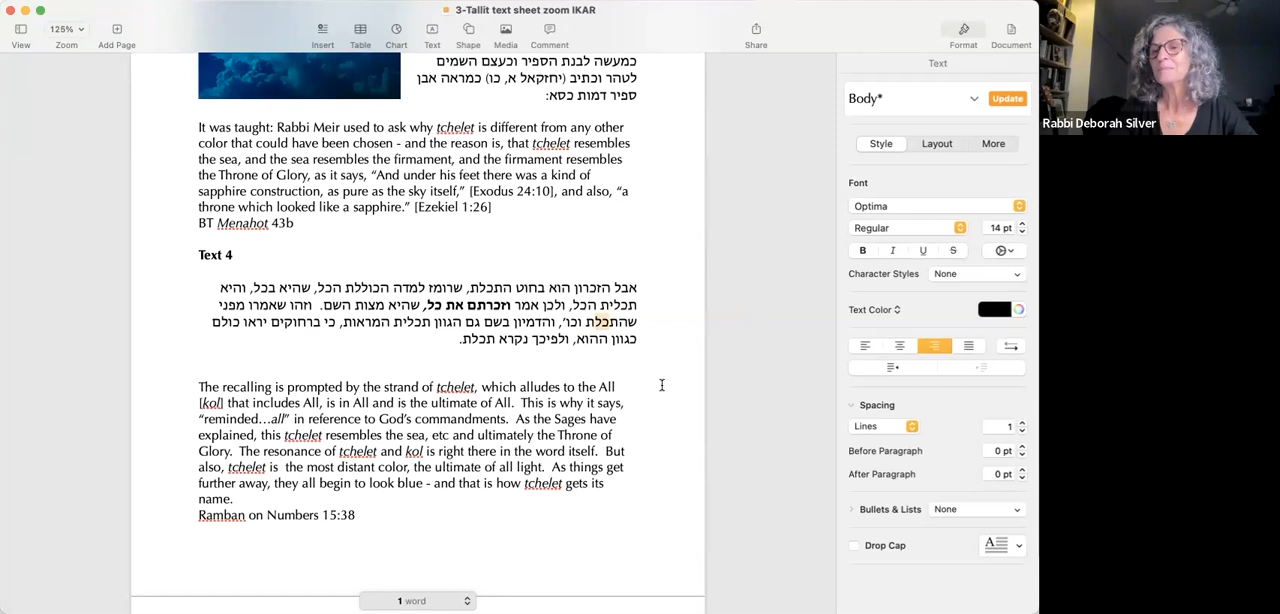 3-Tallit text sheet zoom IKAR
125%
View
Zoom
Add Page
Insert
Table
Chart
Text
Shape
Media
Comment
Share
Format
Document
כמעשה לבנת הספיר וכעצם השמים
לטהר וכתיב (יחזקאל א, כו) כמראה אבן
ספיר דמות כסא:
It was taught: Rabbi Meir used to ask why tchelet is different from any other
color that could have been chosen - and the reason is, that tchelet resembles
the sea, and the sea resembles the firmament, and the firmament resembles
the Throne of Glory, as it says, “And under his feet there was a kind of
sapphire construction, as pure as the sky itself,” [Exodus 24:10], and also, “a
throne which looked like a sapphire.” [Ezekiel 1:26]
BT Menahot 43b
Text 4
אבל הזכרון הוא בחוט התכלת, שרומז למדה הכוללת הכל, שהיא בכל, והיא
תכלית הכל, ולכן אמר וזכרתם את כל, שהיא מצות השם. וזהו שאמרו מפני
שהתכלת וכו', והדמיון בשם גם הגוון תכלית המראות, כי ברחוקים יראו כולם
כגוון ההוא, ולפיכך נקרא תכלת.
The recalling is prompted by the strand of tchelet, which alludes to the All
[kol] that includes All, is in All and is the ultimate of All. This is why it says,
“reminded…all” in reference to God’s commandments. As the Sages have
explained, this tchelet resembles the sea, etc and ultimately the Throne of
Glory. The resonance of tchelet and kol is right there in the word itself. But
also, tchelet is the most distant color, the ultimate of all light. As things get
further away, they all begin to look blue - and that is how tchelet gets its
name.
Ramban on Numbers 15:38
1 word
Text
Body*
Update
Style
Layout
More
Font
Optima
Regular
14 pt
B I U S
Character Styles
None
Text Color
Spacing
Lines
1
Before Paragraph
0 pt
After Paragraph
0 pt
Bullets & Lists
None
Drop Cap
A
Rabbi Deborah Silver